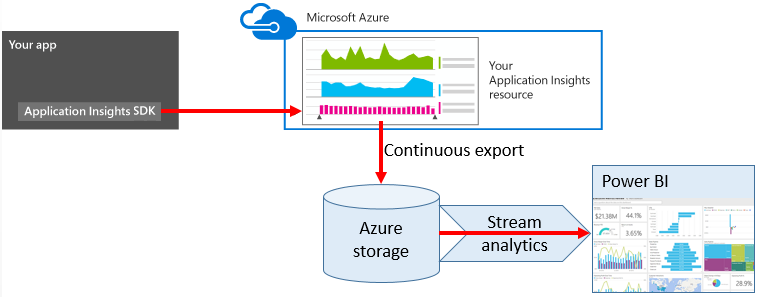 Microsoft Azure
Your app
Application Insights SDK
Your
Application Insights
resource
Continuous export
Azure
storage
Stream
analytics
Power BI
$21.38M
44.1%
3.65%
28.9%